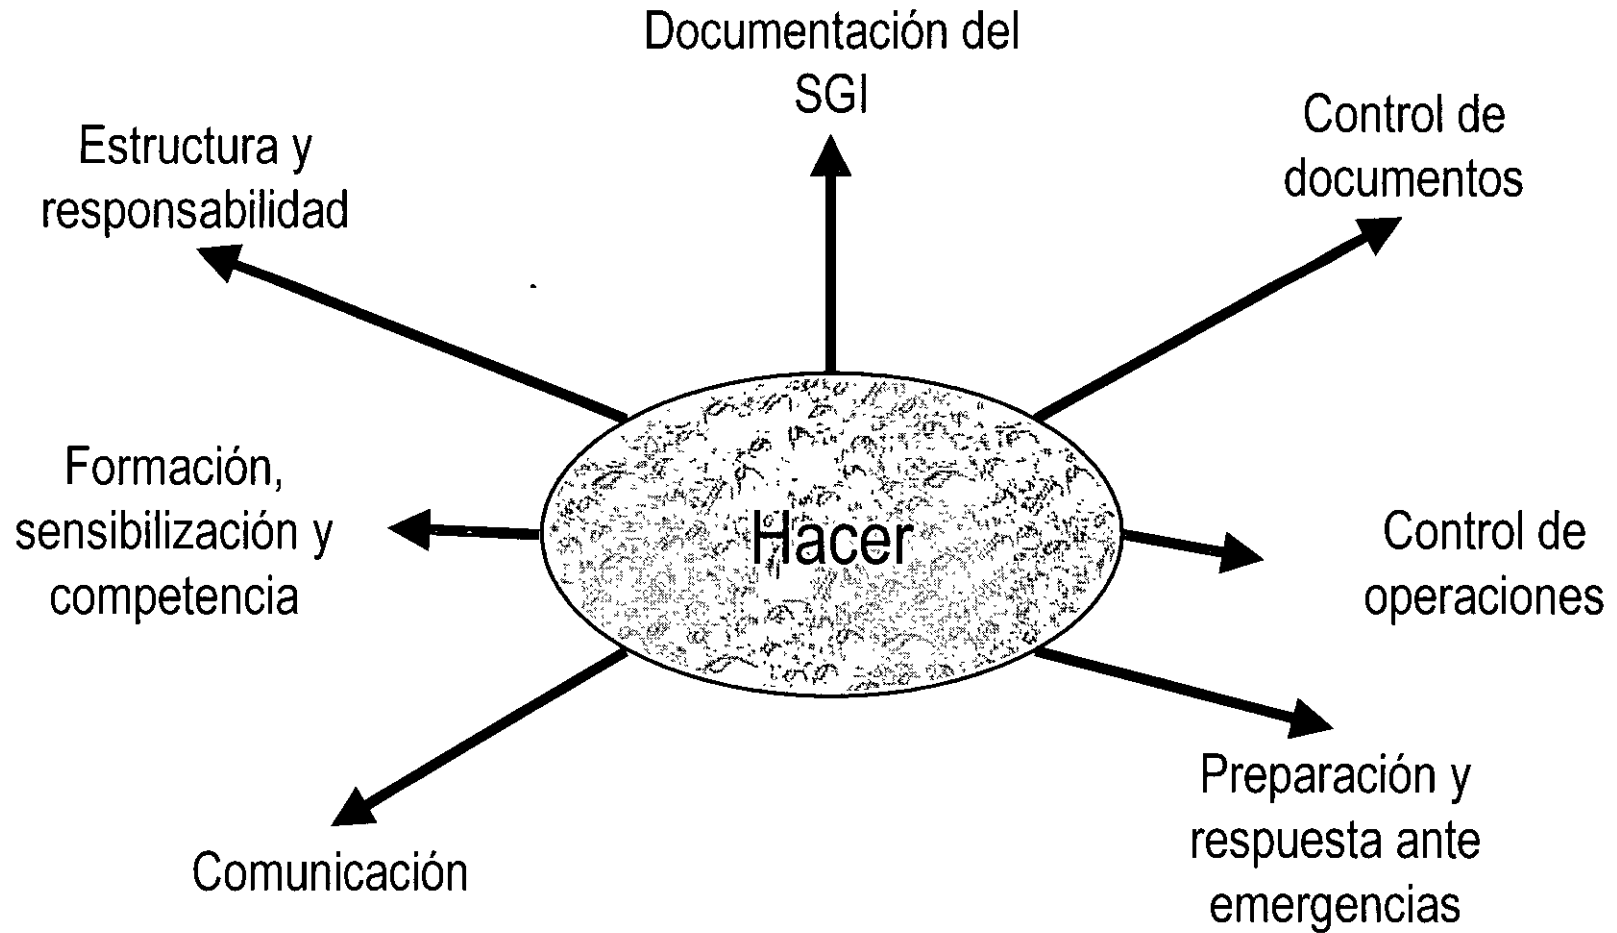 Documentación del
SGI
Control de
documentos
Estructura y
responsabilidad
Formación,
sensibilización y
competencia
Hacer
Control de
operaciones
Comunicación
Preparación y
respuesta ante
emergencias